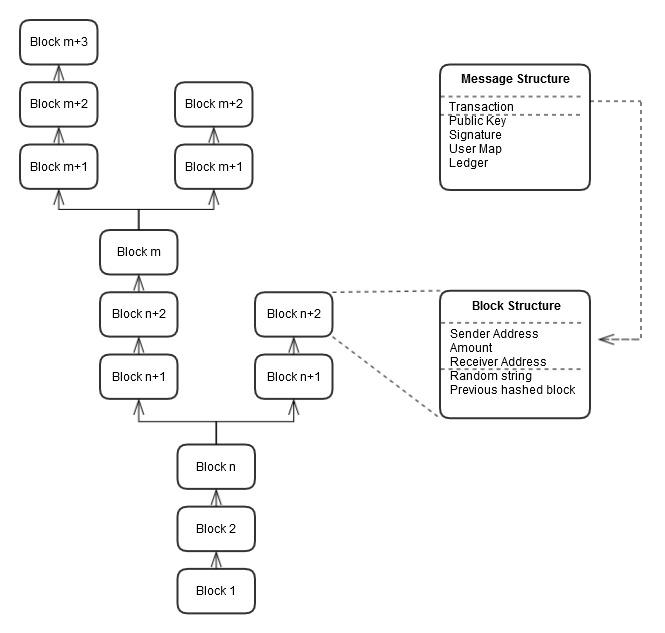 Block m+3
Block m+2
Block m+2
Block m+1
Block m+1
Block m
Block n+2
Block n+2
Block n+1
Block n+1
Block n
Block 2
Block 1
Message Structure
Transaction
Public Key
Signature
User Map
Ledger
Block Structure
Sender Address
Amount
Receiver Address
Random string
Previous hashed block